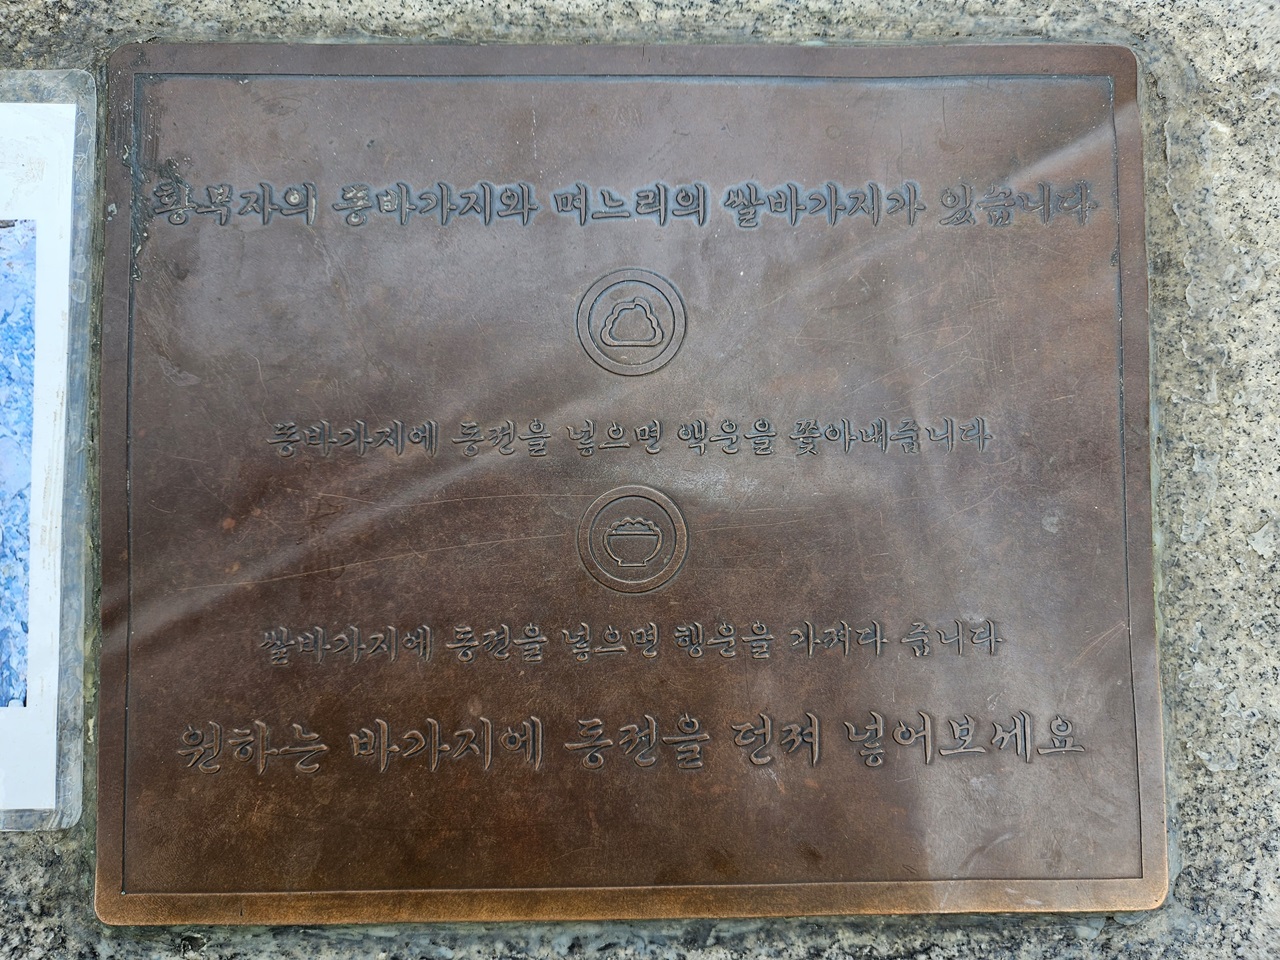 황부자의 똥바가지와 며느리의 쌀바가지가 있습니다
똥바가지에 동전을 넣으면 액운을 쫓아내줍니다
쌀바가지에 동전을 넣으면 행운을 가져다 줍니다
원하는 바가지에 동전을 던져 넣어보세요